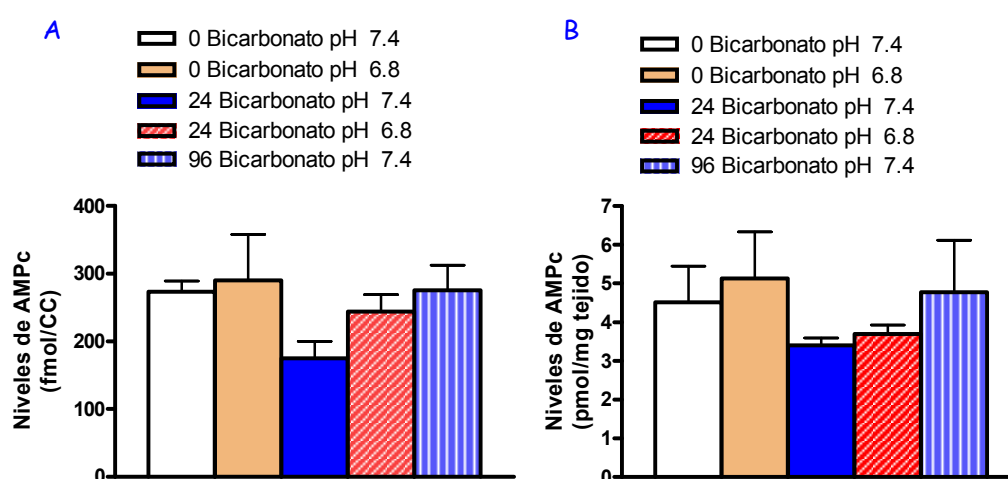 A
0 Bicarbonato pH 7.4
0 Bicarbonato pH 6.8
24 Bicarbonato pH 7.4
24 Bicarbonato pH 6.8
96 Bicarbonato pH 7.4
Niveles de AMPc
(fmol/CC)
400
300
200
100
0
B
0 Bicarbonato pH 7.4
0 Bicarbonato pH 6.8
24 Bicarbonato pH 7.4
24 Bicarbonato pH 6.8
96 Bicarbonato pH 7.4
Niveles de AMPc
(pmol/mg tejido)
7
6
5
4
3
2
1
0